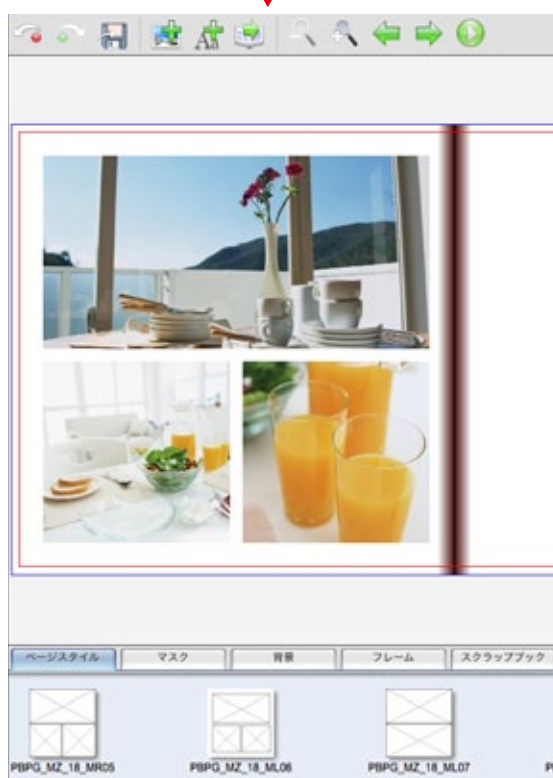 Aa
ページスタイル
マスク
背景
フレーム
スクラップブック
PBPG_MZ_18_MR05
PBPG_MZ_18_ML06
PBPG_MZ_18_ML07
P